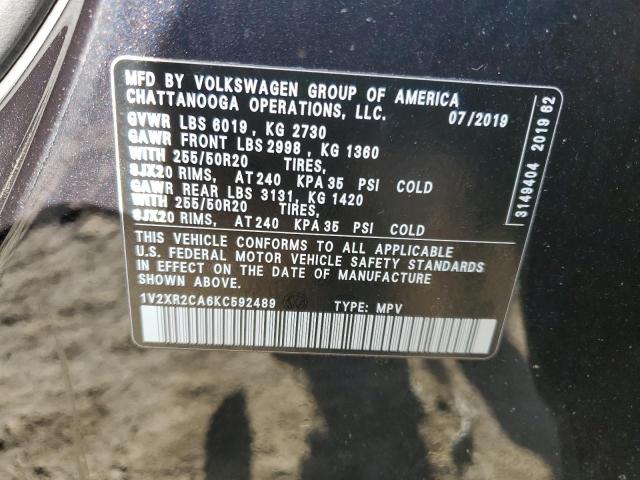 MFD BY VOLKSWAGEN GROUP OF AMERICA
CHATTANOOGA OPERATIONS, LLC.
07/2019
GVWR LBS 6019, KG 2730
GAWR FRONT LBS 2998, KG 1360
WITH 255/50R20 TIRES,
8JX20 RIMS, AT 240 KPA 35 PSI COLD
GAWR REAR LBS 3131, KG 1420
WITH 255/50R20 TIRES,
8JX20 RIMS, AT 240 KPA 35 PSI COLD
THIS VEHICLE CONFORMS TO ALL APPLICABLE
U.S. FEDERAL MOTOR VEHICLE SAFETY STANDARDS
IN EFFECT ON THE DATE OF MANUFACTURE.
1V2XR2CA6KC592489 TYPE: MPV
3149404 2019 62